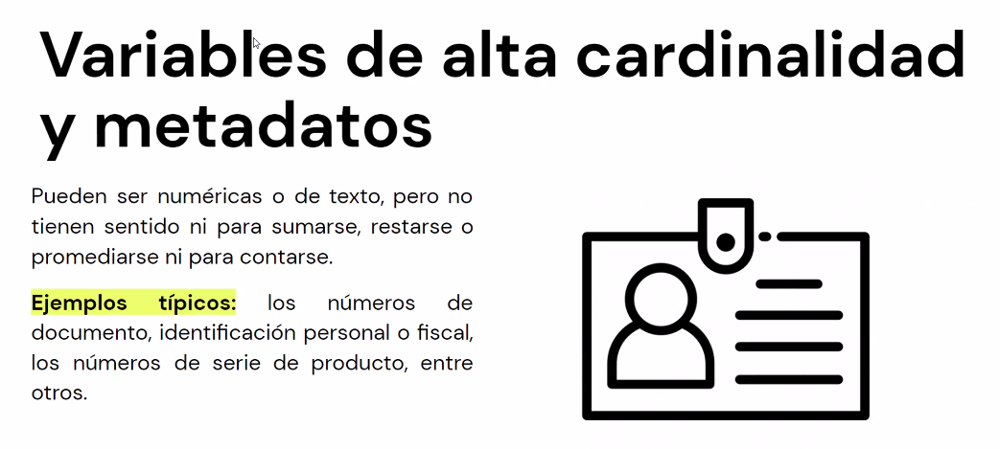 Variables de alta cardinalidad
y metadatos
Pueden ser numéricas o de texto, pero no
tienen sentido ni para sumarse, restarse o
promediarse ni para contarse.
Ejemplos típicos: los números de
documento, identificación personal o fiscal,
los números de serie de producto, entre
otros.